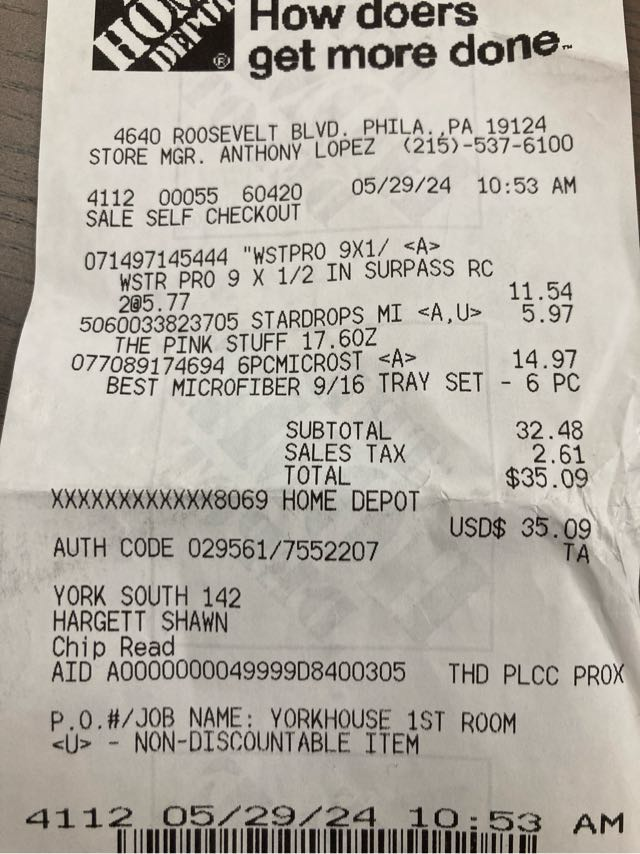 HOME
DEPOT
®
How doers
get more done™
4640 ROOSEVELT BLVD. PHILA.,PA 19124
STORE MGR. ANTHONY LOPEZ (215)-537-6100
4112 00055 60420 05/29/24 10:53 AM
SALE SELF CHECKOUT
071497145444 "WSTPRO 9X1/ <A>
WSTR PRO 9 X 1/2 IN SURPASS RC
2@5.77 11.54
5060033823705 STARDROPS MI <A,U> 5.97
THE PINK STUFF 17.6OZ
077089174694 6PCMICROST <A> 14.97
BEST MICROFIBER 9/16 TRAY SET - 6 PC
SUBTOTAL 32.48
SALES TAX 2.61
TOTAL $35.09
XXXXXXXXXXXX8069 HOME DEPOT
USD$ 35.09
AUTH CODE 029561/7552207 TA
YORK SOUTH 142
HARGETT SHAWN
Chip Read
AID A0000000049999D8400305 THD PLCC PROX
P.O.#/JOB NAME: YORKHOUSE 1ST ROOM
<U> - NON-DISCOUNTABLE ITEM
4112 05/29/24 10:53 AM